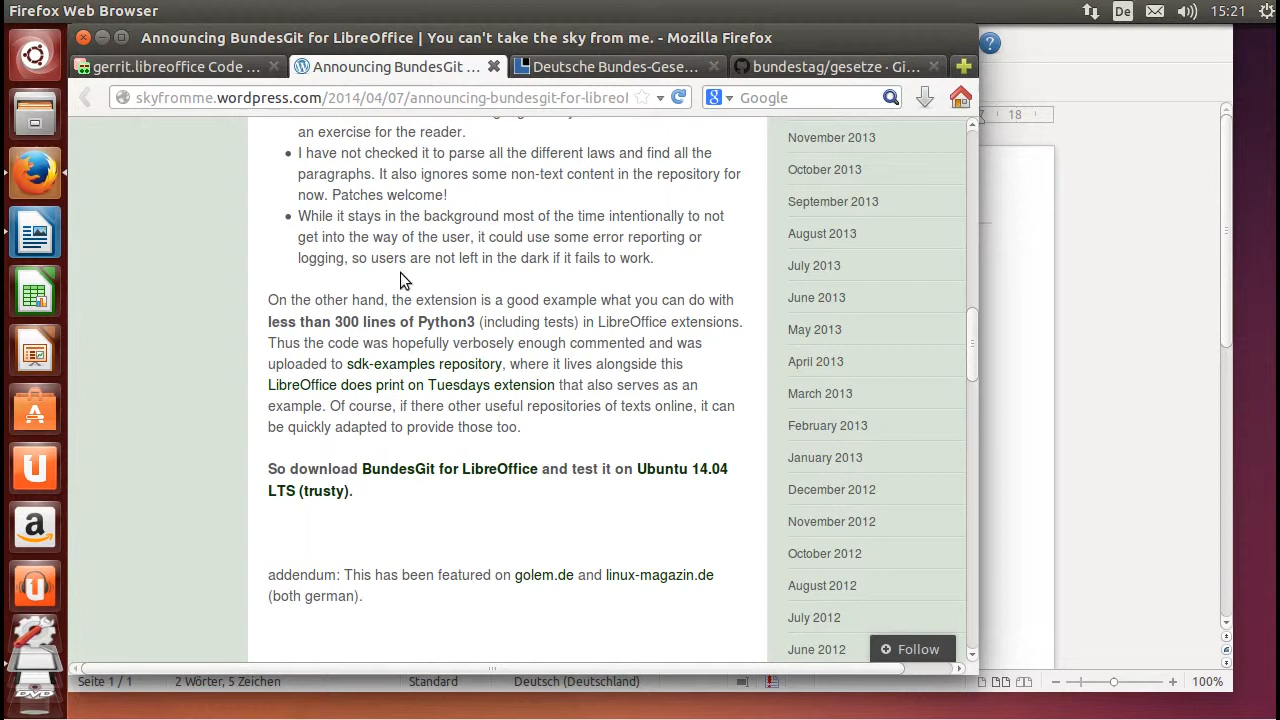 Firefox Web Browser
De
15:21
Announcing BundesGit for LibreOffice | You can't take the sky from me. - Mozilla Firefox
gerrit.libreoffice Code ...
Announcing BundesGit ...
Deutsche Bundes-Gese...
bundestag/gesetze · Gi...
skyfromme.wordpress.com/2014/04/07/announcing-bundesgit-for-libreo
Google
18
an exercise for the reader.
I have not checked it to parse all the different laws and find all the
paragraphs. It also ignores some non-text content in the repository for
now. Patches welcome!
While it stays in the background most of the time intentionally to not
get into the way of the user, it could use some error reporting or
logging, so users are not left in the dark if it fails to work.
On the other hand, the extension is a good example what you can do with
less than 300 lines of Python3 (including tests) in LibreOffice extensions.
Thus the code was hopefully verbosely enough commented and was
uploaded to sdk-examples repository, where it lives alongside this
LibreOffice does print on Tuesdays extension that also serves as an
example. Of course, if there other useful repositories of texts online, it can
be quickly adapted to provide those too.
So download BundesGit for LibreOffice and test it on Ubuntu 14.04
LTS (trusty).
addendum: This has been featured on golem.de and linux-magazin.de
(both german).
November 2013
October 2013
September 2013
August 2013
July 2013
June 2013
May 2013
April 2013
March 2013
February 2013
January 2013
December 2012
November 2012
October 2012
August 2012
July 2012
June 2012
Follow
Seite 1 / 1
2 Wörter, 5 Zeichen
Standard
Deutsch (Deutschland)
100%